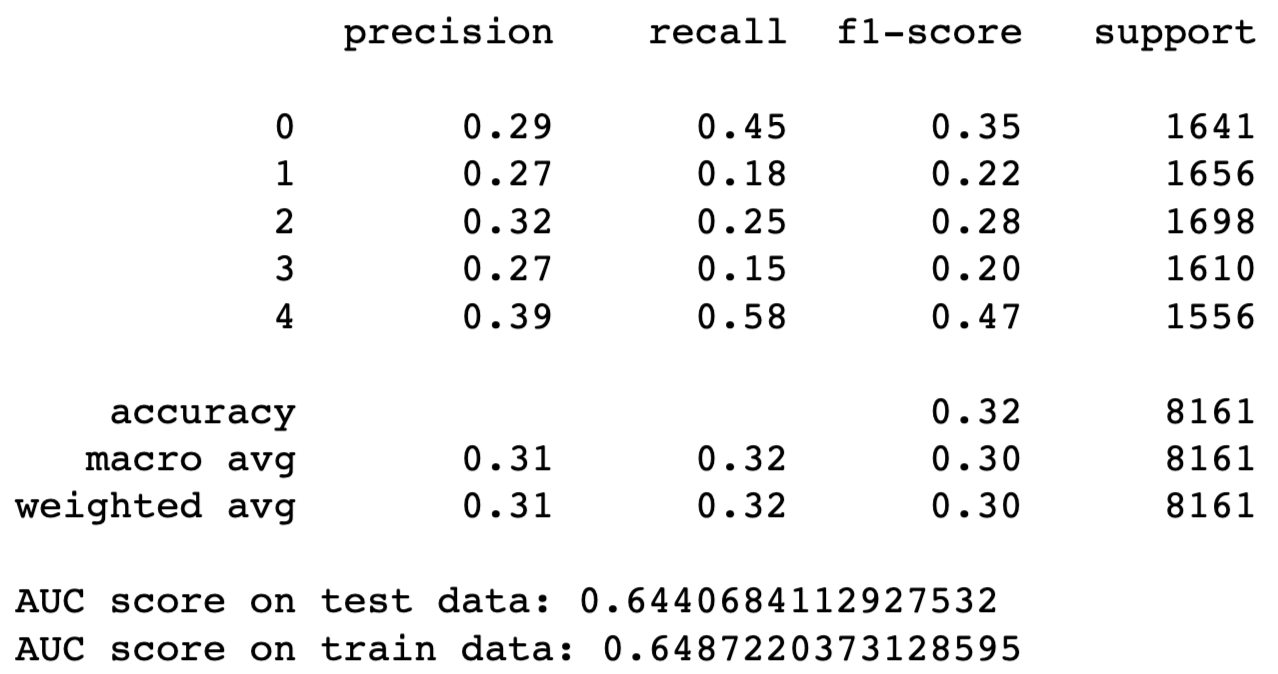 precision recall f1-score support
0 0.29 0.45 0.35 1641
1 0.27 0.18 0.22 1656
2 0.32 0.25 0.28 1698
3 0.27 0.15 0.20 1610
4 0.39 0.58 0.47 1556
accuracy 0.32 8161
macro avg 0.31 0.32 0.30 8161
weighted avg 0.31 0.32 0.30 8161
AUC score on test data: 0.6440684112927532
AUC score on train data: 0.6487220373128595